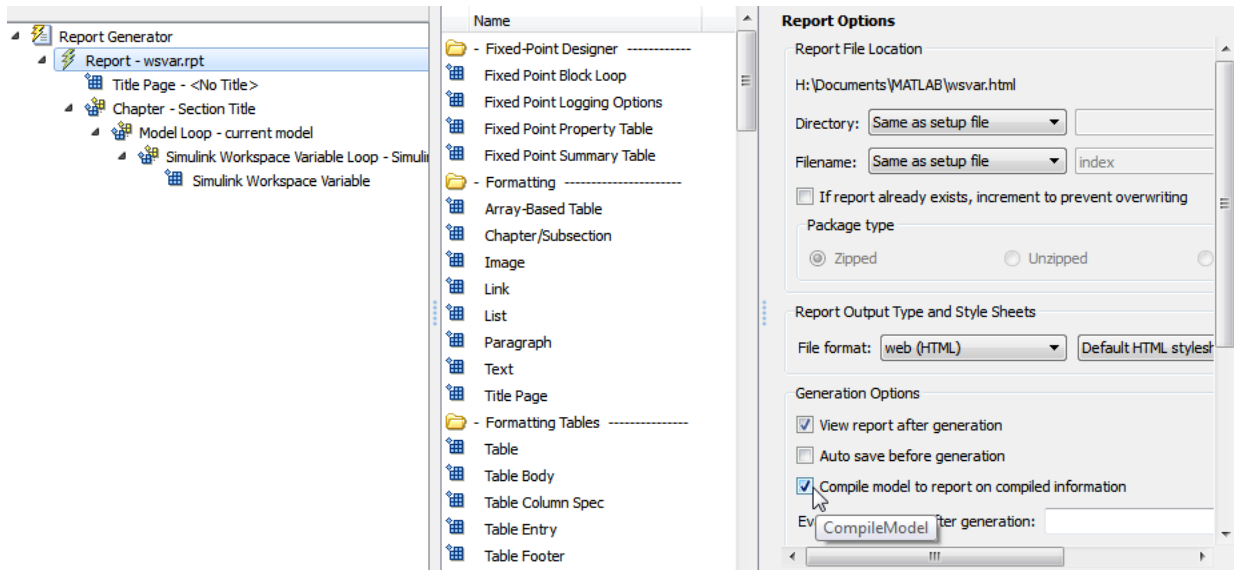 Report Generator
Report - wsvar.rpt
Title Page - <No Title>
Chapter - Section Title
Model Loop - current model
Simulink Workspace Variable Loop - Simuli
Simulink Workspace Variable
Name
- Fixed-Point Designer ------------
Fixed Point Block Loop
Fixed Point Logging Options
Fixed Point Property Table
Fixed Point Summary Table
- Formatting ----------------------
Array-Based Table
Chapter/Subsection
Image
Link
List
Paragraph
Text
Title Page
- Formatting Tables ---------------
Table
Table Body
Table Column Spec
Table Entry
Table Footer
Report Options
Report File Location
H:\Documents\MATLAB\wsvar.html
Directory: Same as setup file
Filename: Same as setup file index
If report already exists, increment to prevent overwriting
Package type
Zipped Unzipped
Report Output Type and Style Sheets
File format: web (HTML) Default HTML stylesh
Generation Options
View report after generation
Auto save before generation
Compile model to report on compiled information
Ev CompileModel ter generation: